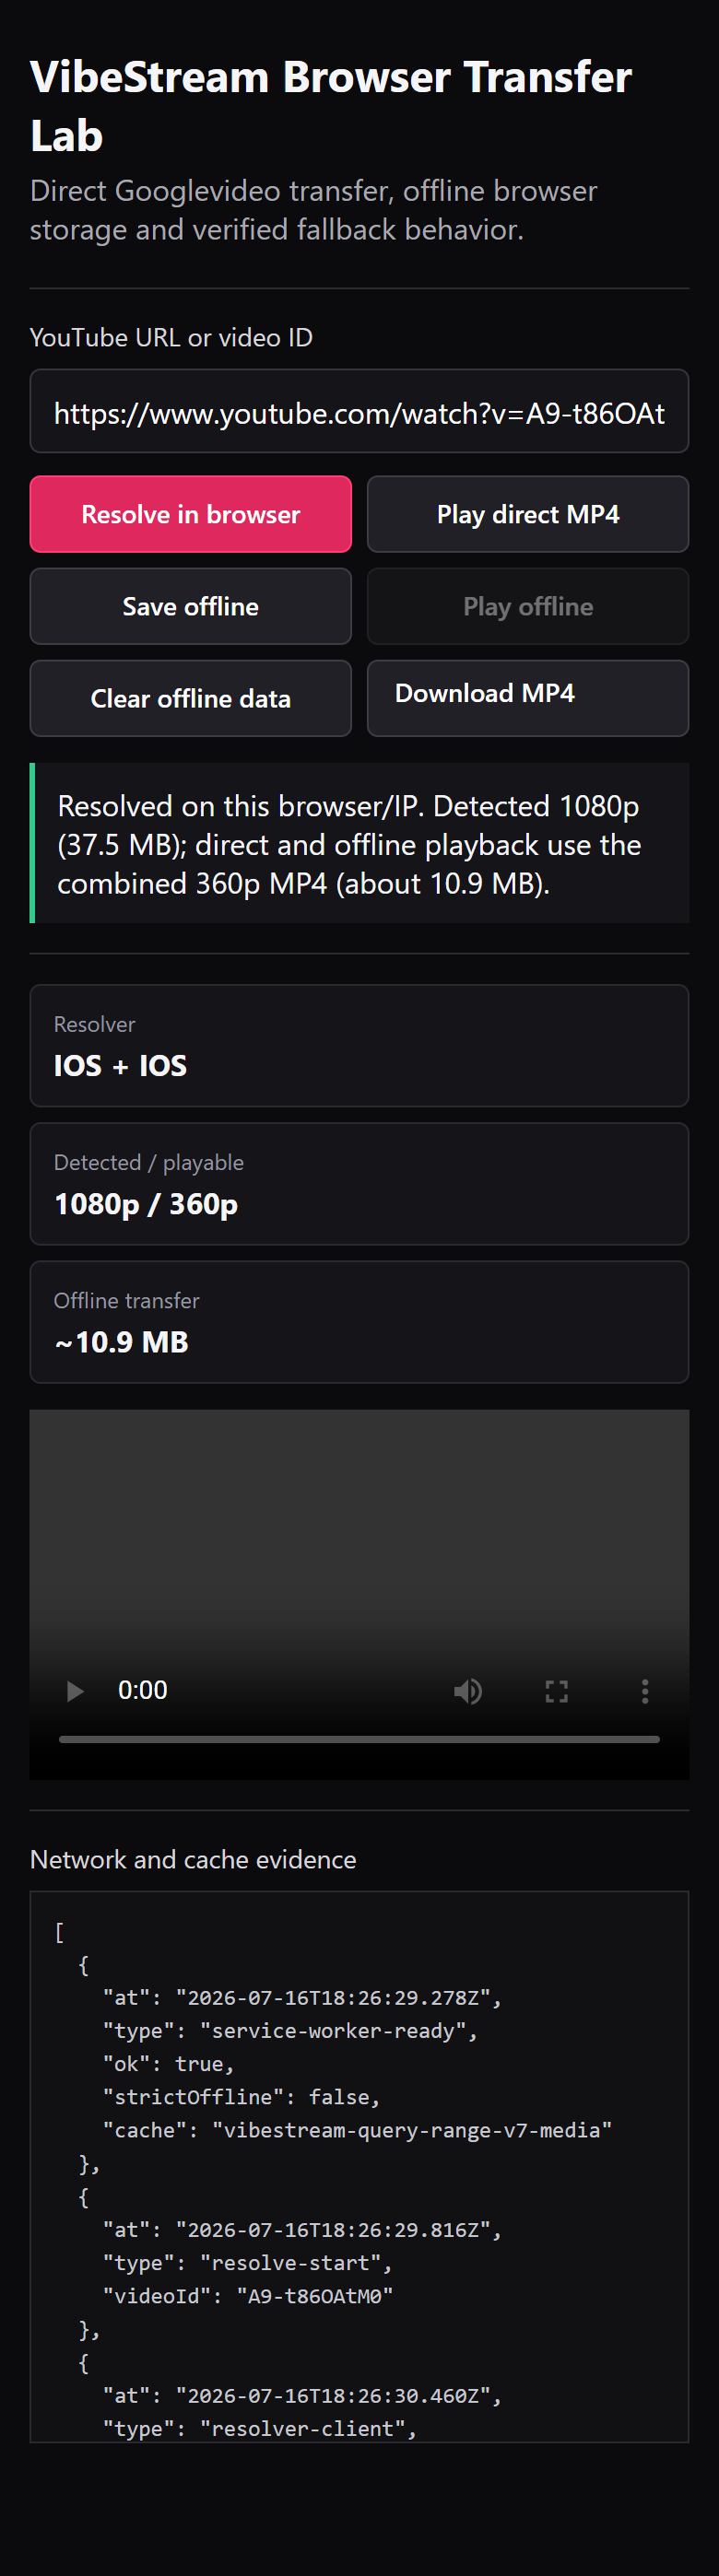 VibeStream Browser Transfer
Lab
Direct Googlevideo transfer, offline browser
storage and verified fallback behavior.
YouTube URL or video ID
https://www.youtube.com/watch?v=A9-t86OAt
Resolve in browser
Play direct MP4
Save offline
Play offline
Clear offline data
Download MP4
Resolved on this browser/IP. Detected 1080p
(37.5 MB); direct and offline playback use the
combined 360p MP4 (about 10.9 MB).
Resolver
IOS + IOS
Detected / playable
1080p / 360p
Offline transfer
~10.9 MB
0:00
Network and cache evidence
[
  {
    "at": "2026-07-16T18:26:29.278Z",
    "type": "service-worker-ready",
    "ok": true,
    "strictOffline": false,
    "cache": "vibestream-query-range-v7-media"
  },
  {
    "at": "2026-07-16T18:26:29.816Z",
    "type": "resolve-start",
    "videoId": "A9-t86OAtM0"
  },
  {
    "at": "2026-07-16T18:26:30.460Z",
    "type": "resolver-client",